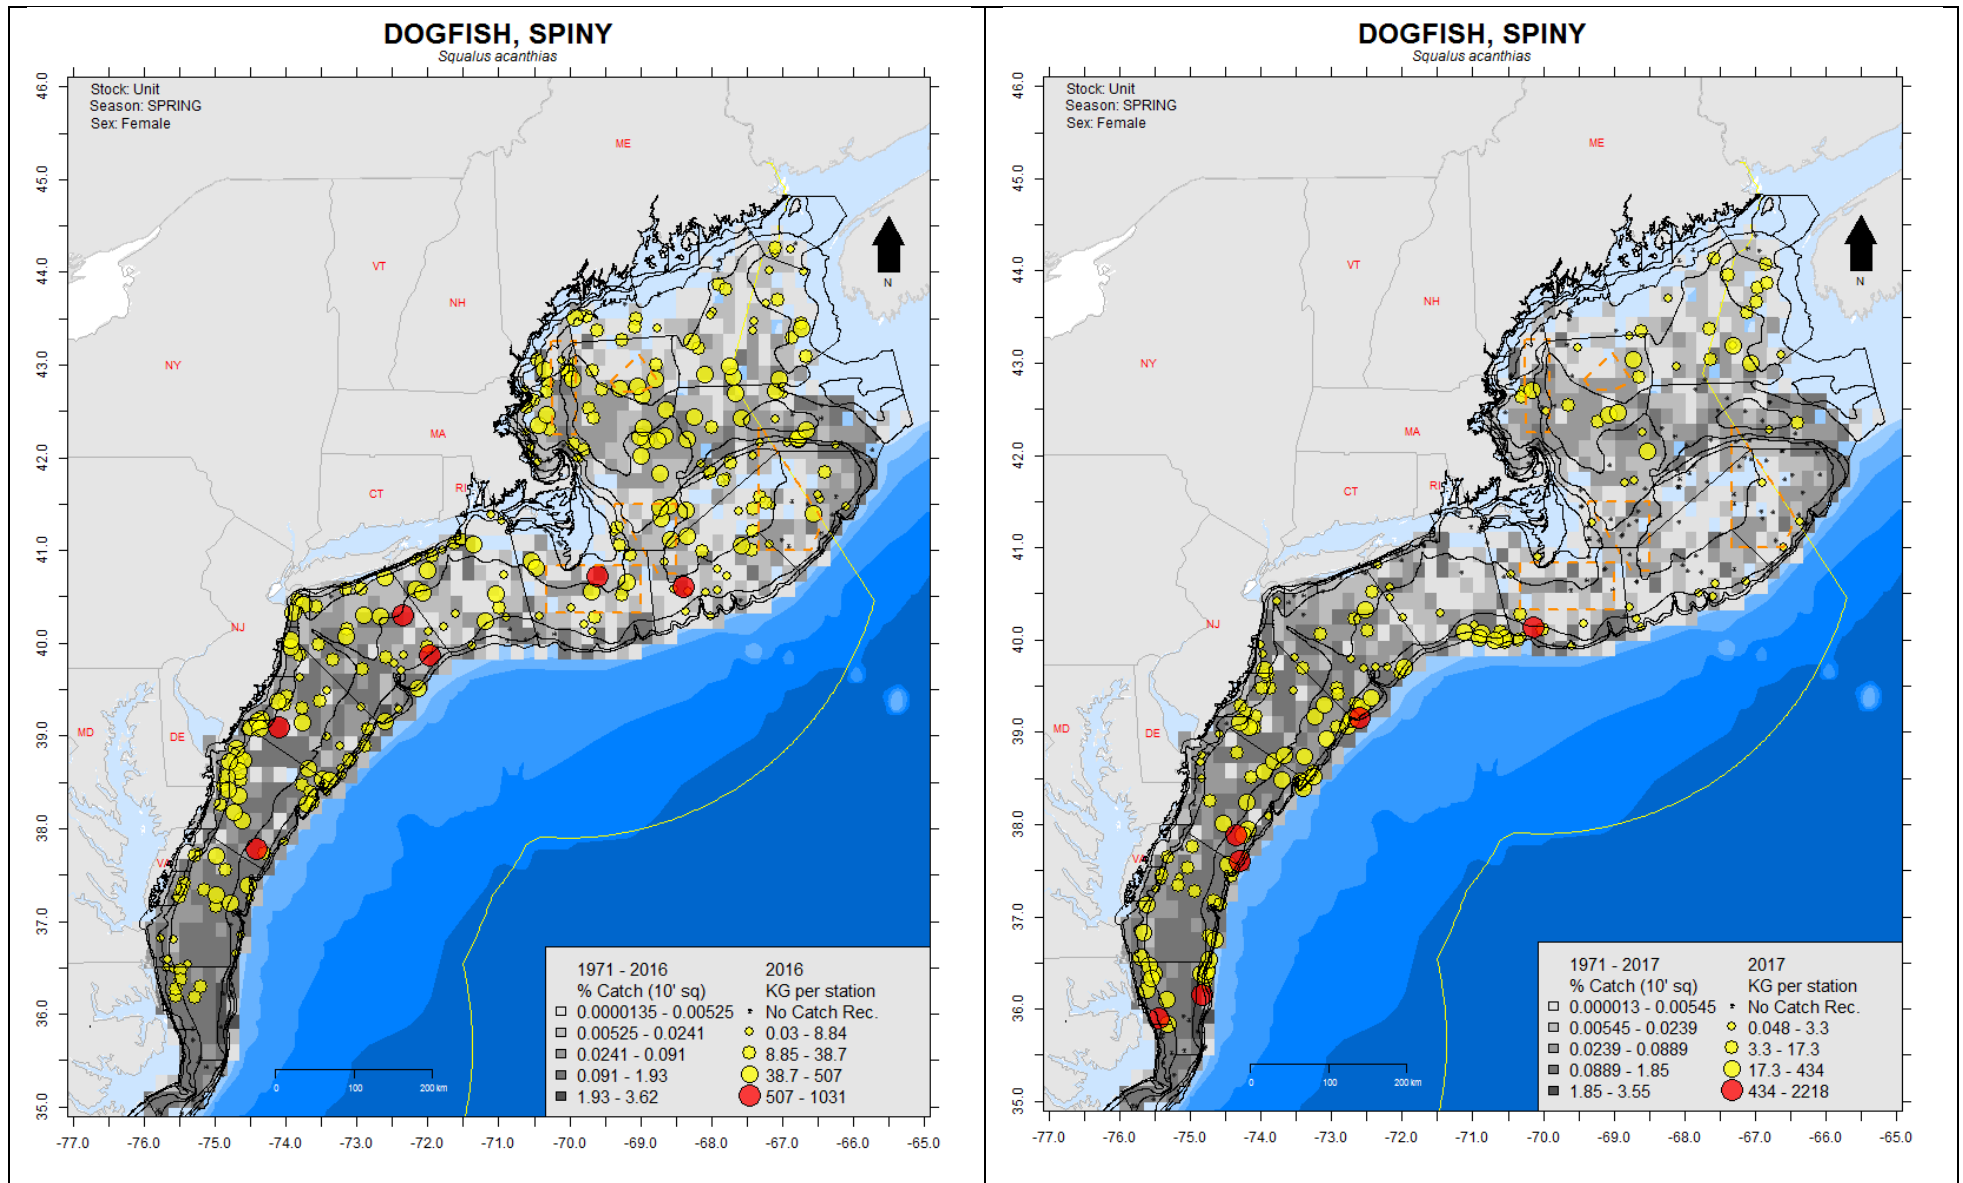 DOGFISH, SPINY
Squalus acanthias
Stock: Unit
Season: SPRING
Sex: Female
46.0
45.0
44.0
43.0
42.0
41.0
40.0
39.0
38.0
37.0
36.0
35.0
ME
VT
NH
NY
MA
CT
RI
NJ
MD
DE
VA
N
0 100 200 km
1971 - 2016 2016
% Catch (10' sq) KG per station
0.0000135 - 0.00525 No Catch Rec.
0.00525 - 0.0241 0.03 - 8.84
0.0241 - 0.091 8.85 - 38.7
0.091 - 1.93 38.7 - 507
1.93 - 3.62 507 - 1031
-77.0 -76.0 -75.0 -74.0 -73.0 -72.0 -71.0 -70.0 -69.0 -68.0 -67.0 -66.0 -65.0
DOGFISH, SPINY
Squalus acanthias
Stock: Unit
Season: SPRING
Sex: Female
46.0
45.0
44.0
43.0
42.0
41.0
40.0
39.0
38.0
37.0
36.0
35.0
ME
VT
NH
NY
MA
CT
RI
NJ
MD
DE
VA
N
0 100 200 km
1971 - 2017 2017
% Catch (10' sq) KG per station
0.000013 - 0.00545 No Catch Rec.
0.00545 - 0.0239 0.048 - 3.3
0.0239 - 0.0889 3.3 - 17.3
0.0889 - 1.85 17.3 - 434
1.85 - 3.55 434 - 2218
-77.0 -76.0 -75.0 -74.0 -73.0 -72.0 -71.0 -70.0 -69.0 -68.0 -67.0 -66.0 -65.0